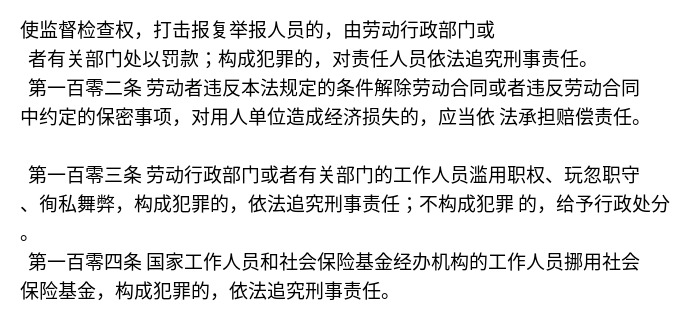 使监督检查权，打击报复举报人员的，由劳动行政部门或
者有关部门处以罚款；构成犯罪的，对责任人员依法追究刑事责任。
第一百零二条 劳动者违反本法规定的条件解除劳动合同或者违反劳动合同
中约定的保密事项，对用人单位造成经济损失的，应当依 法承担赔偿责任。
第一百零三条 劳动行政部门或者有关部门的工作人员滥用职权、玩忽职守
、徇私舞弊，构成犯罪的，依法追究刑事责任；不构成犯罪 的，给予行政处分
。
第一百零四条 国家工作人员和社会保险基金经办机构的工作人员挪用社会
保险基金，构成犯罪的，依法追究刑事责任。